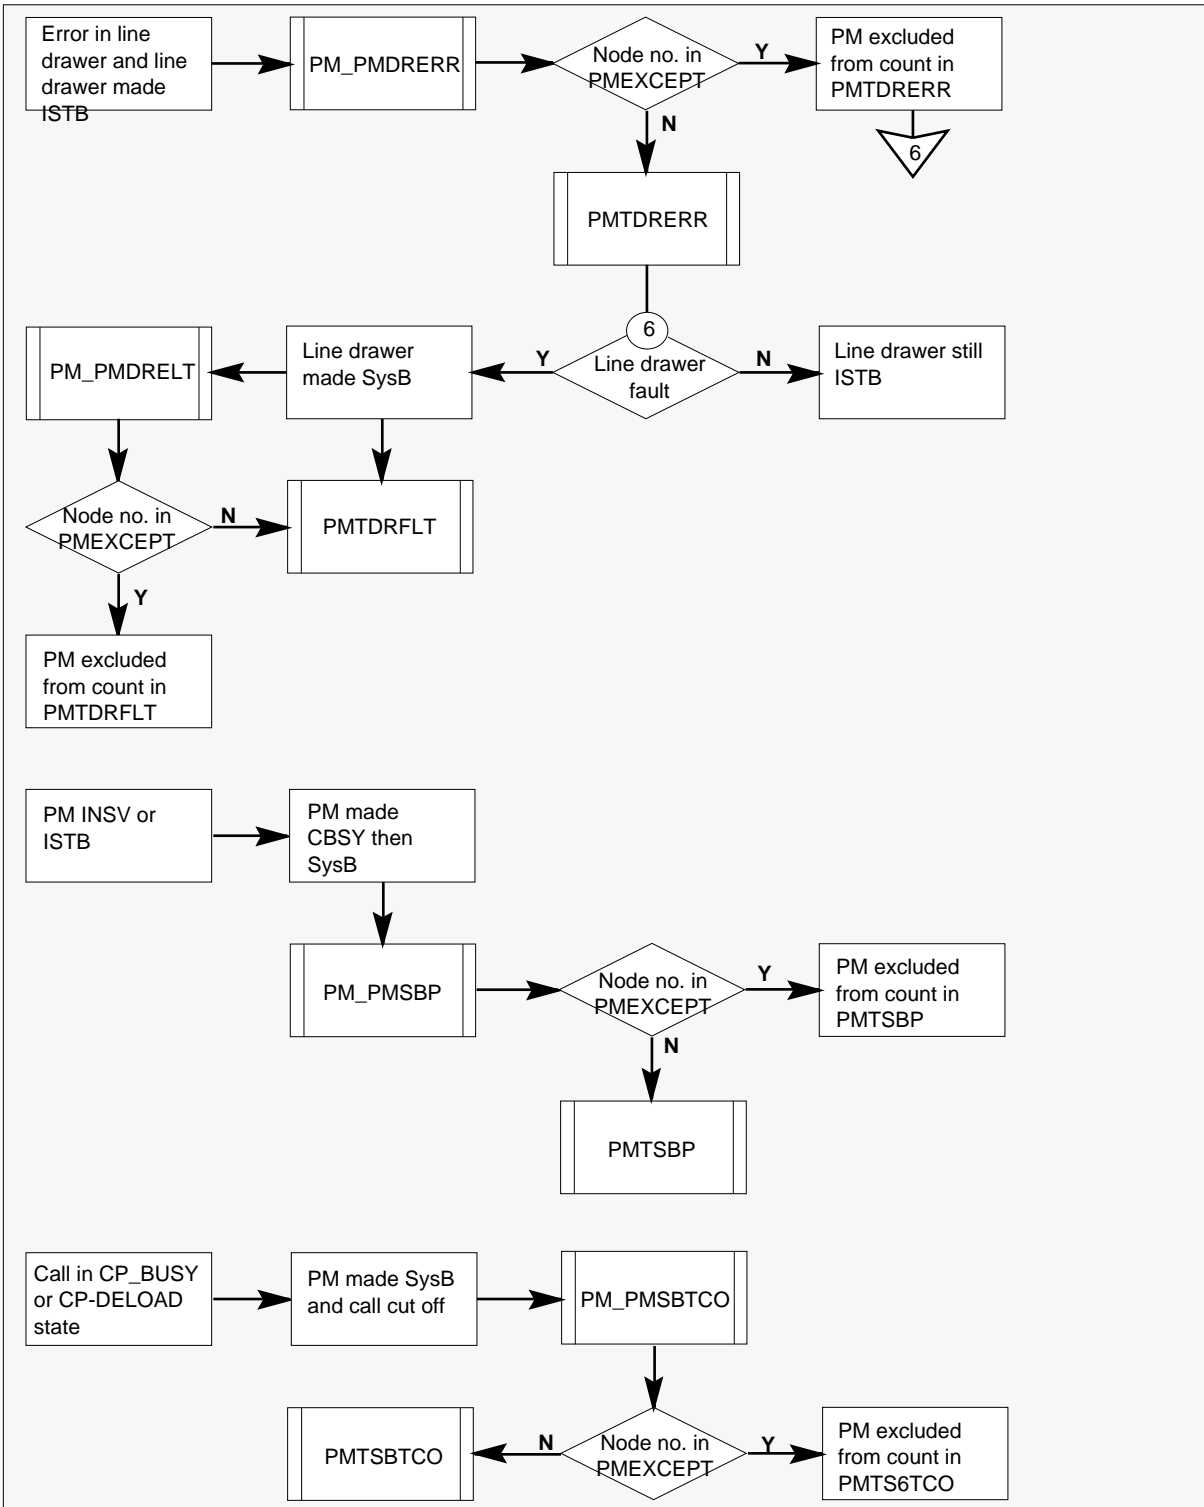 Error in line
drawer and line
drawer made
ISTB
PM_PMDRERR
Node no. in
PMEXCEPT
Y
PM excluded
from count in
PMTDRERR
6
N
PMTDRERR
6
Line drawer
fault
Y
Line drawer
made SysB
PM_PMDRELT
N
Line drawer still
ISTB
Node no. in
PMEXCEPT
N
PMTDRFLT
Y
PM excluded
from count in
PMTDRFLT
PM INSV or
ISTB
PM made
CBSY then
SysB
PM_PMSBP
Node no. in
PMEXCEPT
Y
PM excluded
from count in
PMTSBP
N
PMTSBP
Call in CP_BUSY
or CP-DELOAD
state
PM made SysB
and call cut off
PM_PMSBTCO
Node no. in
PMEXCEPT
N
PMTSBTCO
Y
PM excluded
from count in
PMTS6TCO